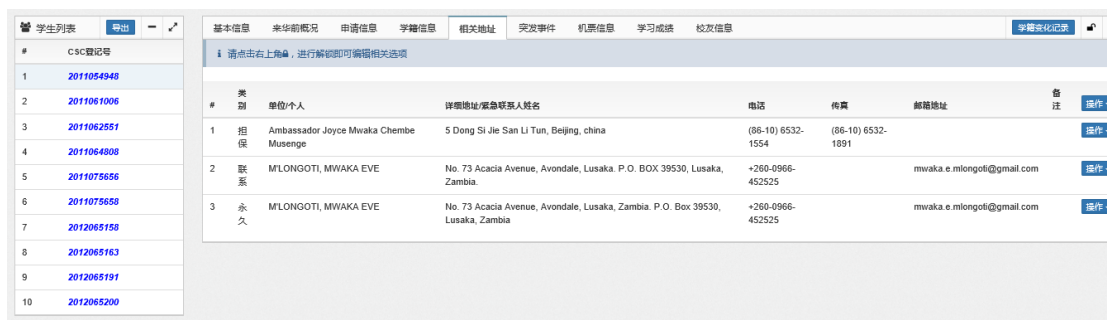 学生列表 导出
# CSC登记号
1 2011054948
2 2011061006
3 2011062551
4 2011064808
5 2011075656
6 2011075658
7 2012065158
8 2012065163
9 2012065191
10 2012065200
基本信息 来华前概况 申请信息 学籍信息 相关地址 突发事件 机票信息 学习成绩 校友信息 学籍变化记录
请点击右上角，进行解锁即可编辑相关选项
类 备
# 别 单位/个人 详细地址/紧急联系人姓名 电话 传真 邮箱地址 注 操作
1 担 Ambassador Joyce Mwaka Chembe 5 Dong Si Jie San Li Tun, Beijing, china (86-10) 6532- (86-10) 6532- 操作
保 Musenge 1554 1891
2 联 M'LONGOTI, MWAKA EVE No. 73 Acacia Avenue, Avondale, Lusaka. P.O. BOX 39530, Lusaka, +260-0966- mwaka.e.mlongoti@gmail.com 操作
系 Zambia. 452525
3 永 M'LONGOTI, MWAKA EVE No. 73 Acacia Avenue, Avondale, Lusaka, Zambia. P.O. Box 39530, +260-0966- mwaka.e.mlongoti@gmail.com 操作
久 Lusaka, Zambia 452525